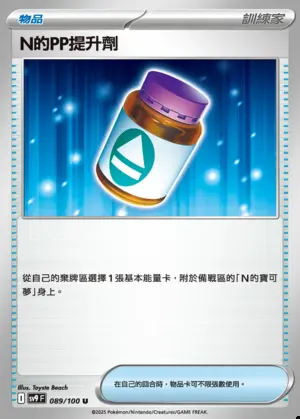 物品
訓練家
N的PP提升劑
從自己的棄牌區選擇1張基本能量卡，附於備戰區的「N的寶可
夢」身上。
Illus. Toyste Beach
I sv9 F 089/100 U
在自己的回合時，物品卡可不限張數使用。
©2025 Pokémon/Nintendo/Creatures/GAME FREAK.